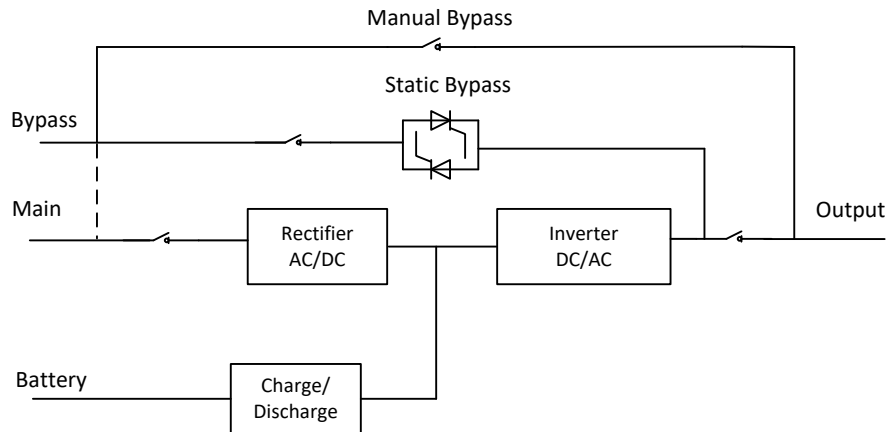 Manual Bypass
Static Bypass
Bypass
Main
Output
Rectifier
AC/DC
Inverter
DC/AC
Battery
Charge/
Discharge